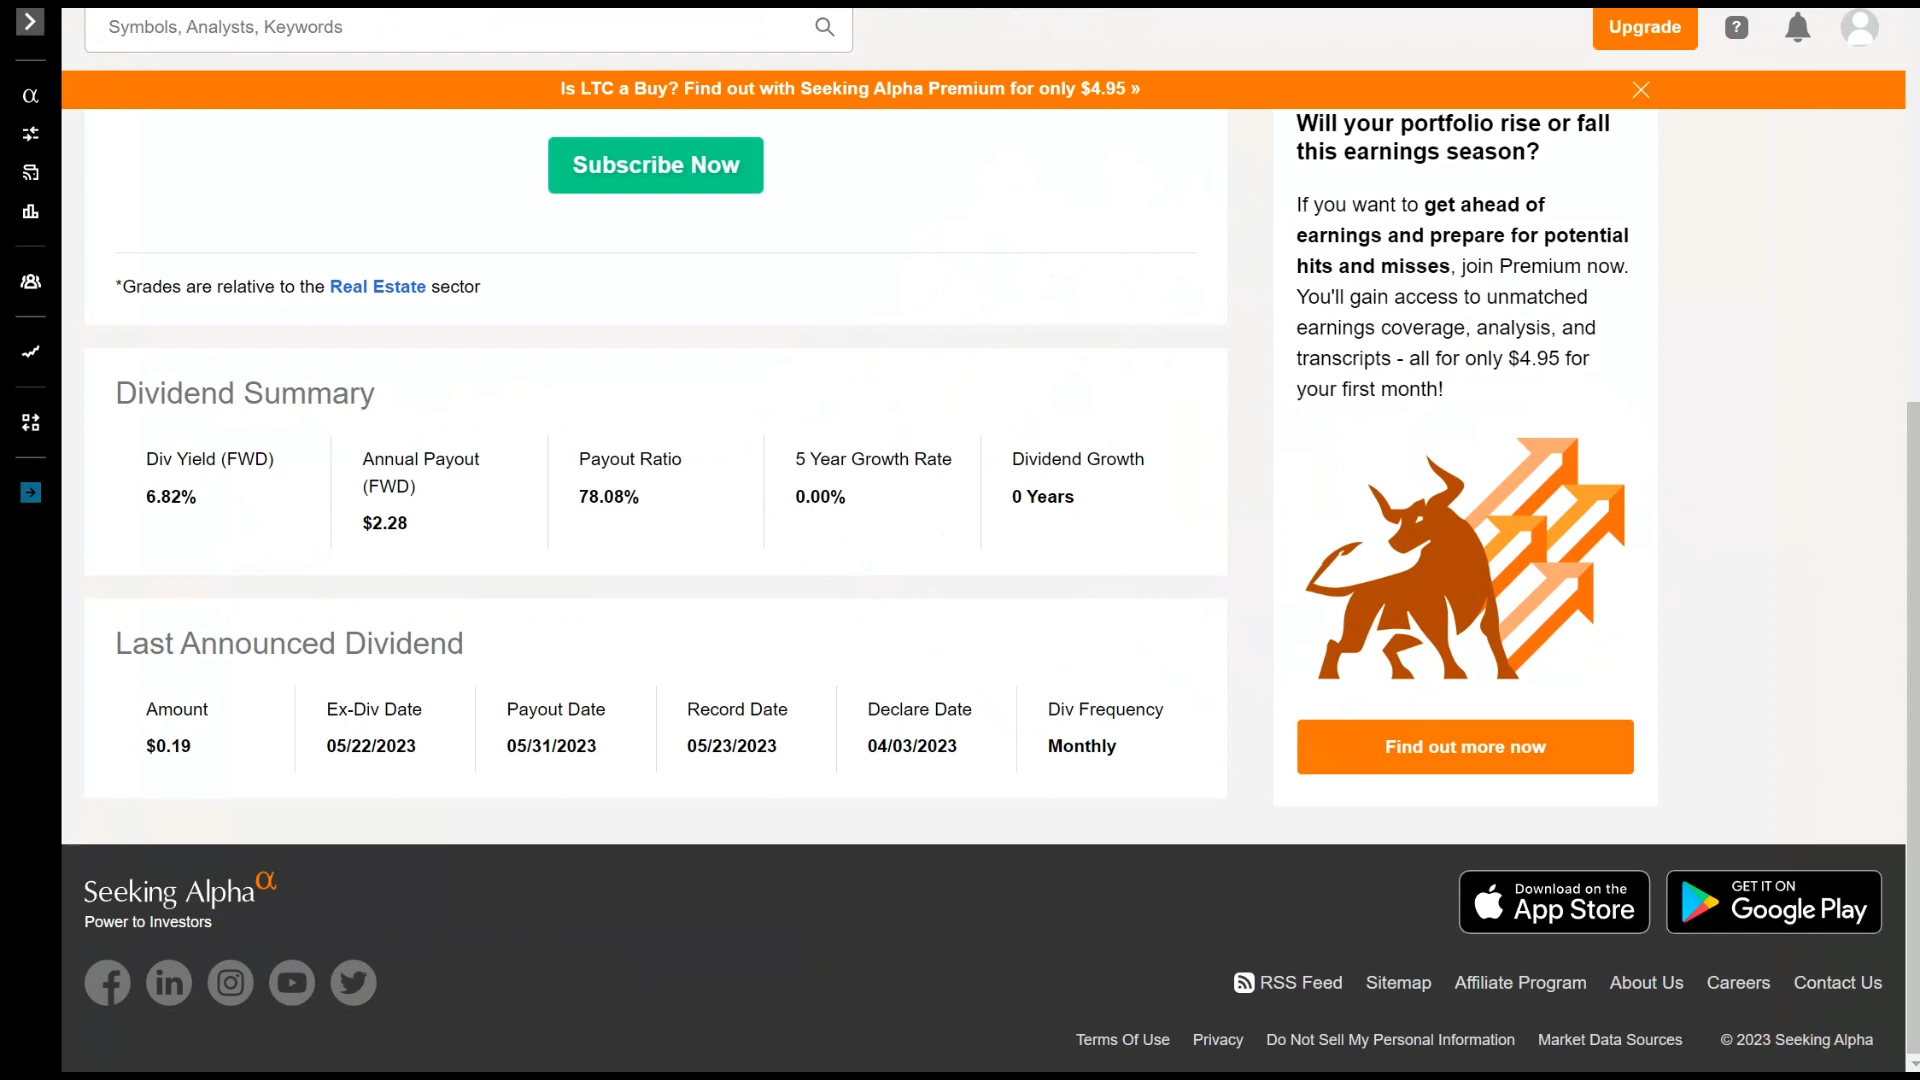 Symbols, Analysts, Keywords
Upgrade
?
Is LTC a Buy? Find out with Seeking Alpha Premium for only $4.95 »
Subscribe Now
*Grades are relative to the Real Estate sector
Dividend Summary
Div Yield (FWD)
6.82%
Annual Payout
(FWD)
$2.28
Payout Ratio
78.08%
5 Year Growth Rate
0.00%
Dividend Growth
0 Years
Last Announced Dividend
Amount
$0.19
Ex-Div Date
05/22/2023
Payout Date
05/31/2023
Record Date
05/23/2023
Declare Date
04/03/2023
Div Frequency
Monthly
Will your portfolio rise or fall
this earnings season?
If you want to get ahead of
earnings and prepare for potential
hits and misses, join Premium now.
You'll gain access to unmatched
earnings coverage, analysis, and
transcripts - all for only $4.95 for
your first month!
Find out more now
Seeking Alphaα
Power to Investors
Download on the
App Store
GET IT ON
Google Play
RSS Feed Sitemap Affiliate Program About Us Careers Contact Us
Terms Of Use Privacy Do Not Sell My Personal Information Market Data Sources © 2023 Seeking Alpha